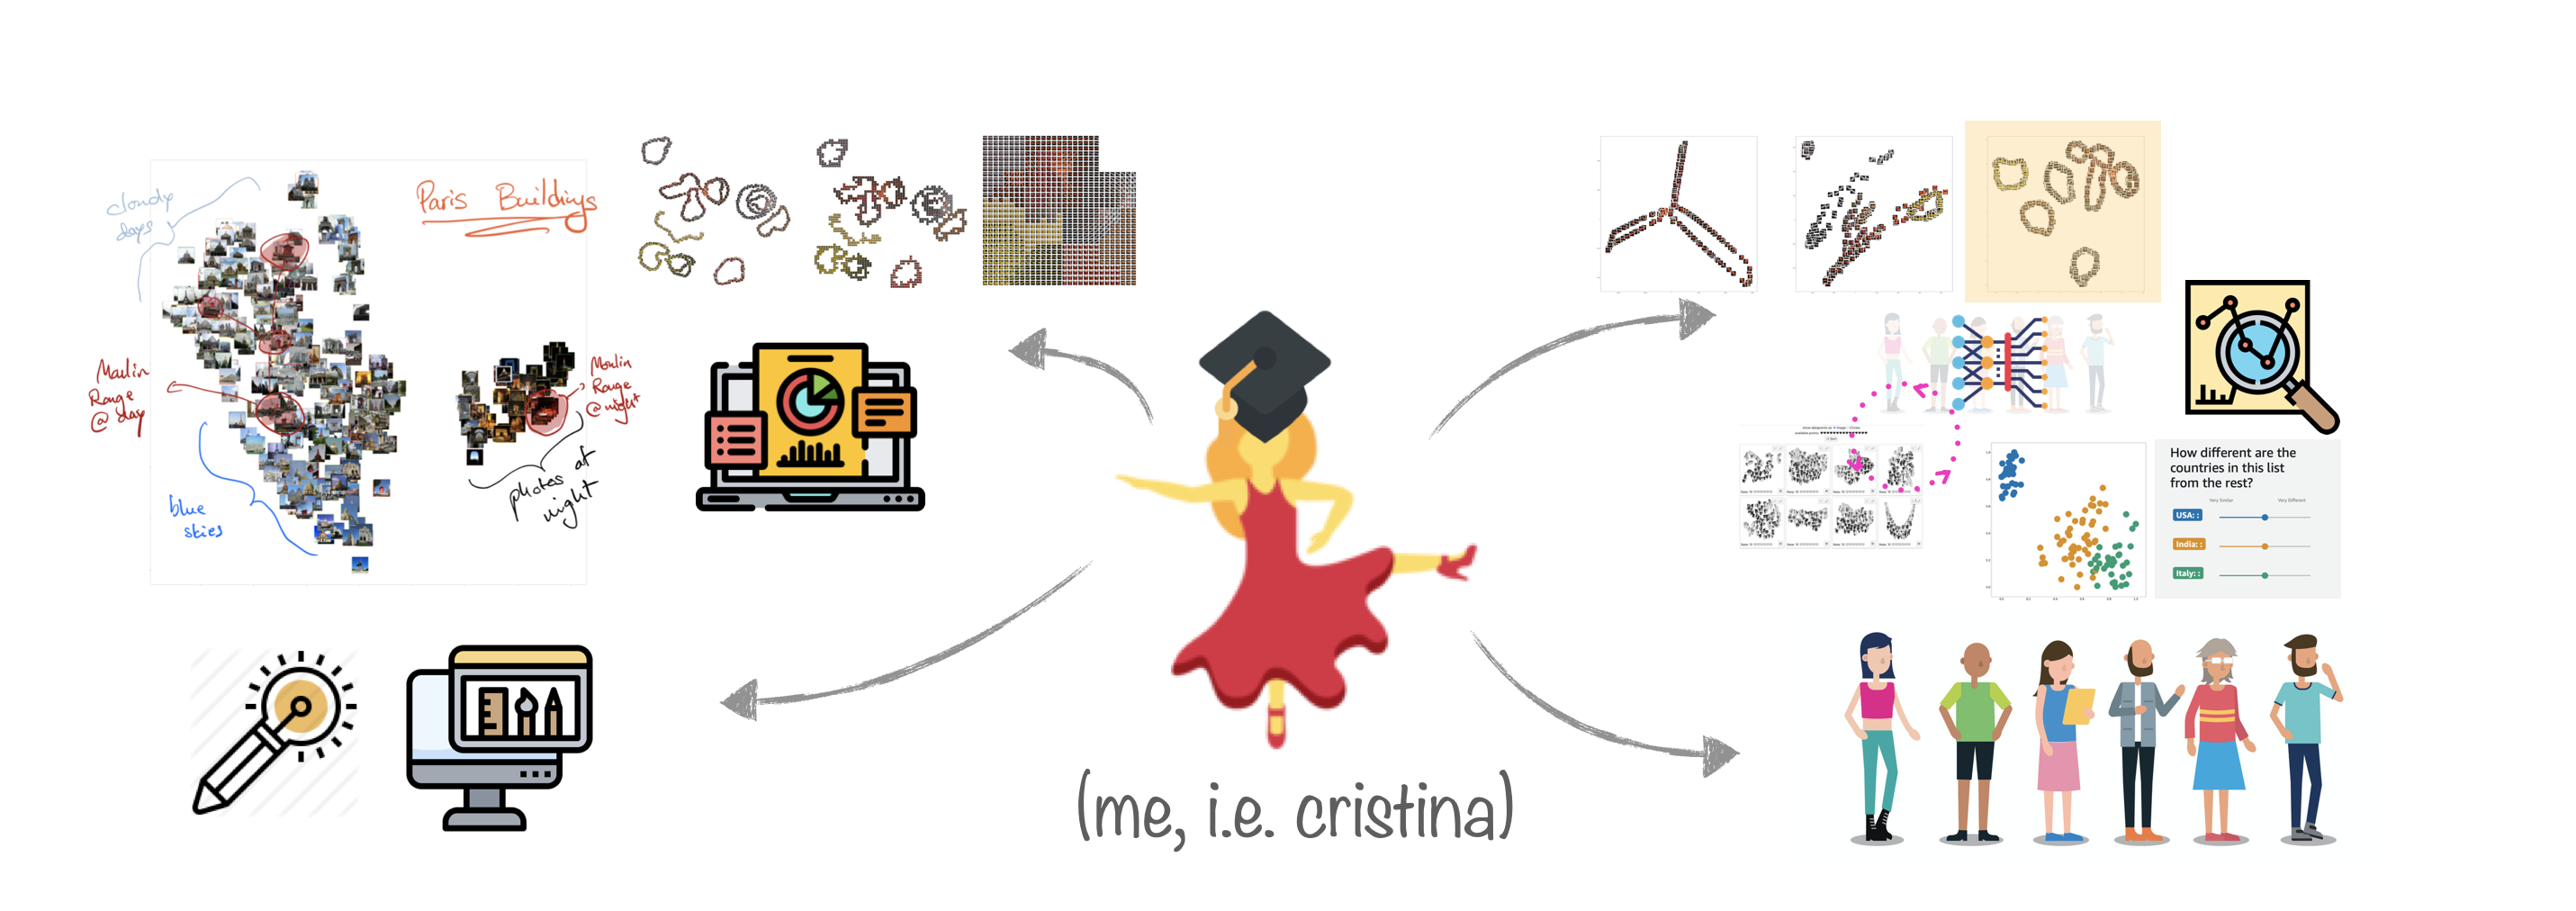 cloudy
days
Paris Buildings
Moulin
Rouge
@ day
Moulin
Rouge
@ night
blue
skies
photos at
night
(me, i.e. cristina)
How different are the
countries in this list
from the rest?
Very Similar
Very Different
USA: :
India: :
Italy: :